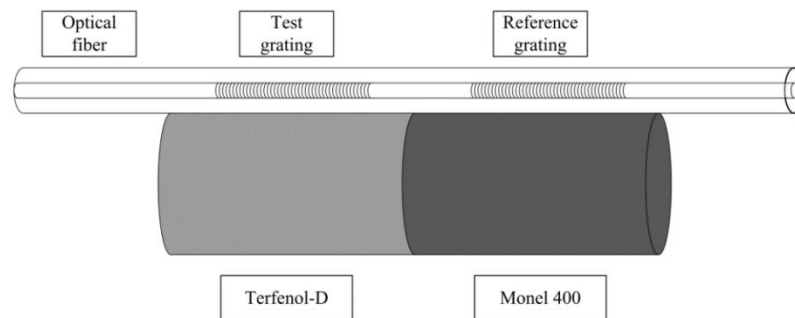 Optical
fiber
Test
grating
Reference
grating
Terfenol-D
Monel 400